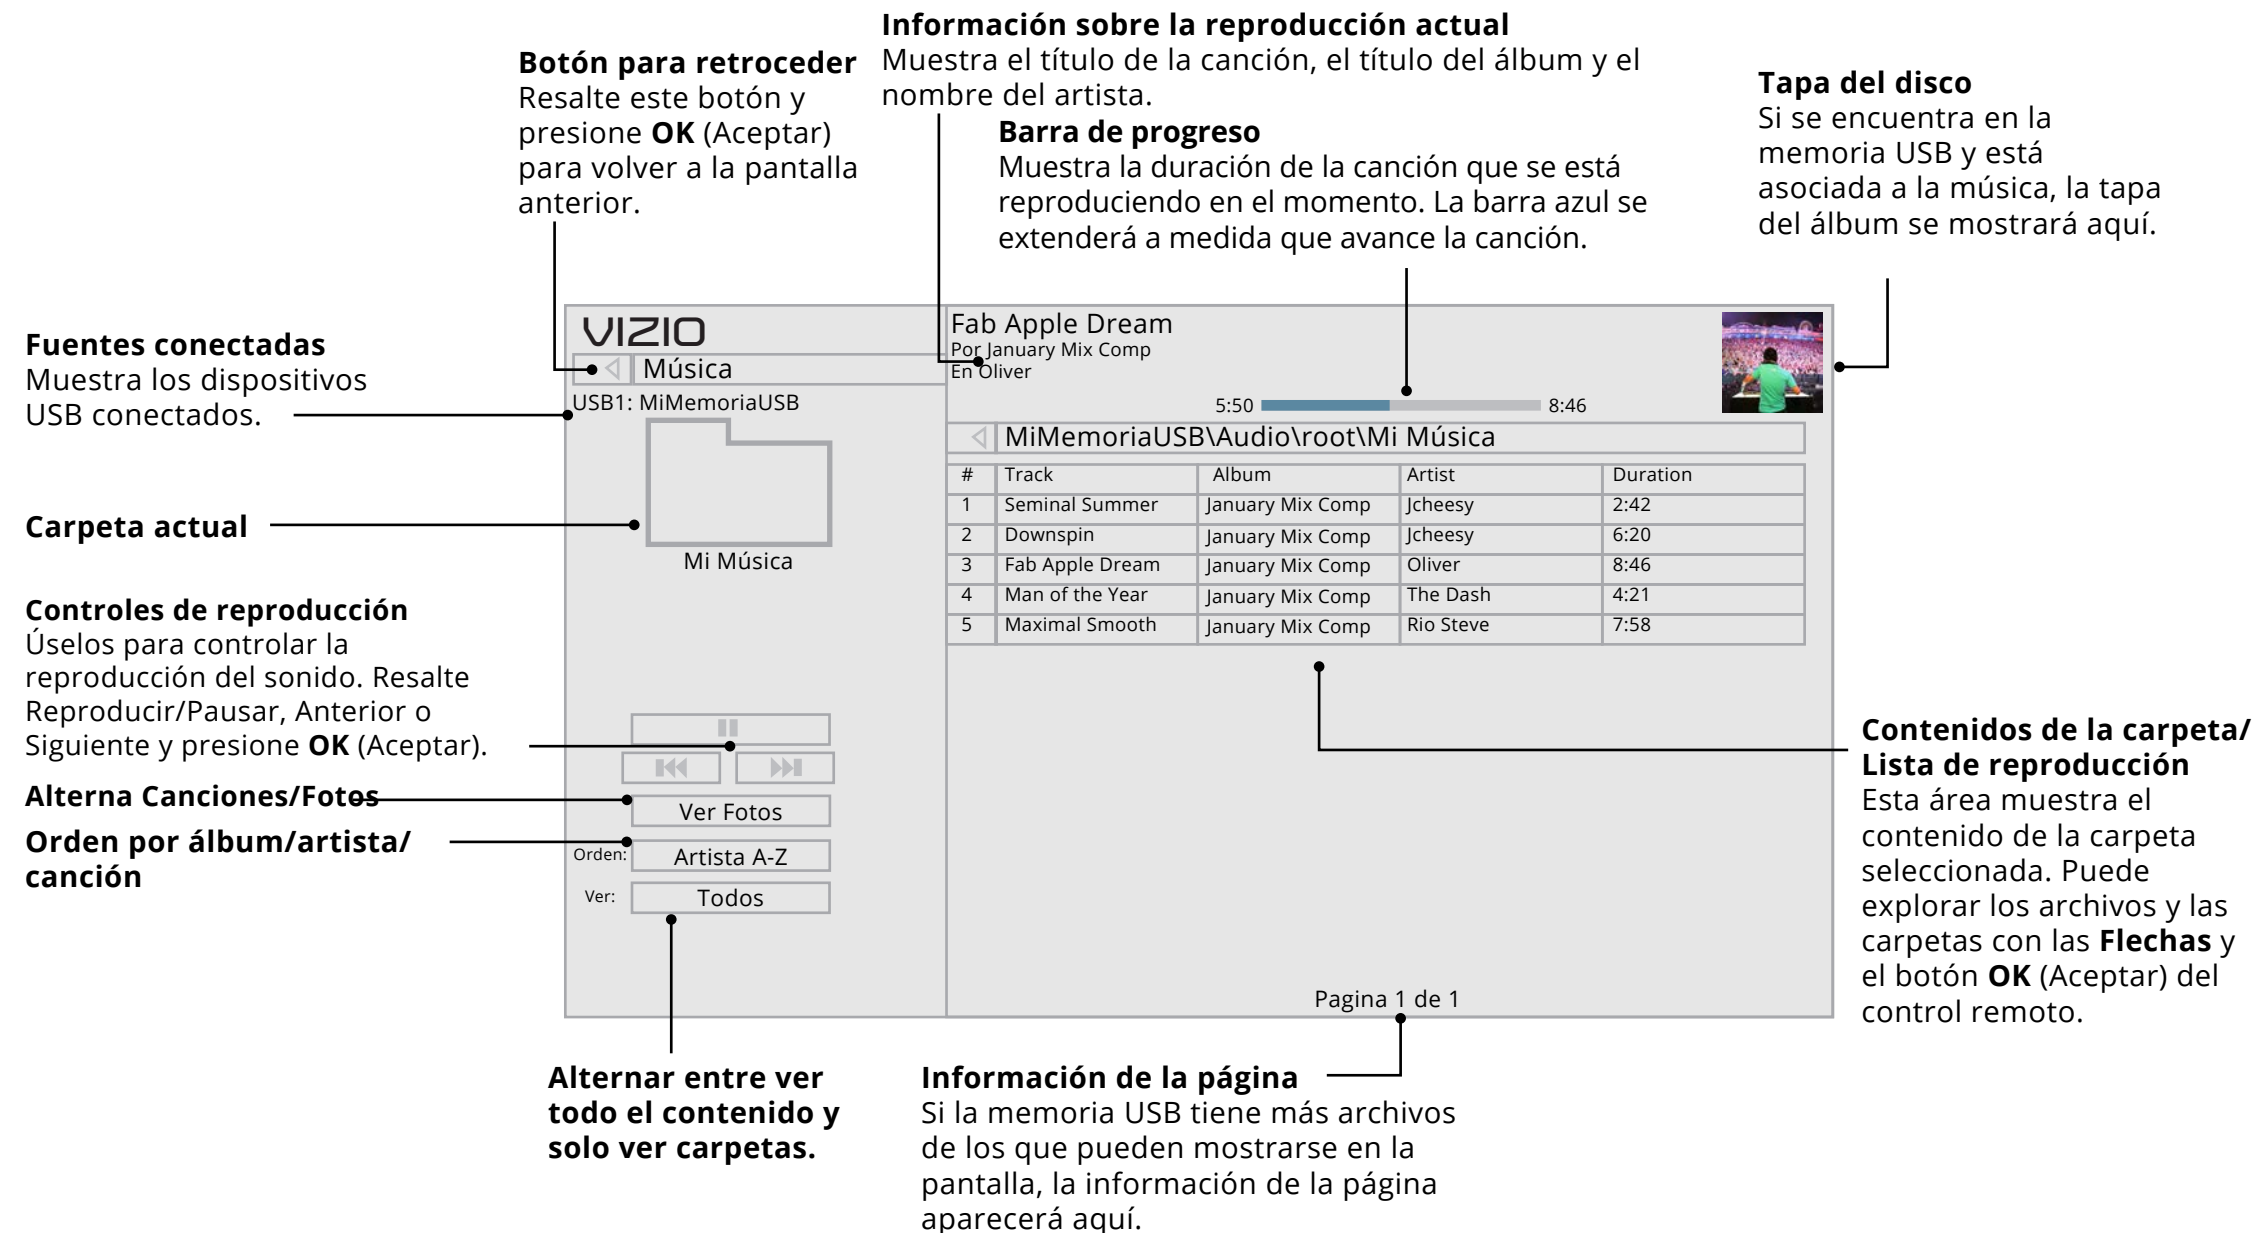 Información sobre la reproducción actual
Muestra el título de la canción, el título del álbum y el
nombre del artista.
Botón para retroceder
Resalte este botón y
presione OK (Aceptar)
para volver a la pantalla
anterior.
Barra de progreso
Muestra la duración de la canción que se está
reproduciendo en el momento. La barra azul se
extenderá a medida que avance la canción.
Tapa del disco
Si se encuentra en la
memoria USB y está
asociada a la música, la tapa
del álbum se mostrará aquí.
Fuentes conectadas
Muestra los dispositivos
USB conectados.
Carpeta actual
Controles de reproducción
Úselos para controlar la
reproducción del sonido. Resalte
Reproducir/Pausar, Anterior o
Siguiente y presione OK (Aceptar).
Alterna Canciones/Fotos
Orden por álbum/artista/
canción
VIZIO
Música
USB1: MiMemoriaUSB
Mi Música
Ver Fotos
Orden: Artista A-Z
Ver: Todos
Fab Apple Dream
Por January Mix Comp
En Oliver
5:50 8:46
MiMemoriaUSB\Audio\root\Mi Música
# Track Album Artist Duration
1 Seminal Summer January Mix Comp Jcheesy 2:42
2 Downspin January Mix Comp Jcheesy 6:20
3 Fab Apple Dream January Mix Comp Oliver 8:46
4 Man of the Year January Mix Comp The Dash 4:21
5 Maximal Smooth January Mix Comp Rio Steve 7:58
Pagina 1 de 1
Contenidos de la carpeta/
Lista de reproducción
Esta área muestra el
contenido de la carpeta
seleccionada. Puede
explorar los archivos y las
carpetas con las Flechas y
el botón OK (Aceptar) del
control remoto.
Alternar entre ver
todo el contenido y
solo ver carpetas.
Información de la página
Si la memoria USB tiene más archivos
de los que pueden mostrarse en la
pantalla, la información de la página
aparecerá aquí.